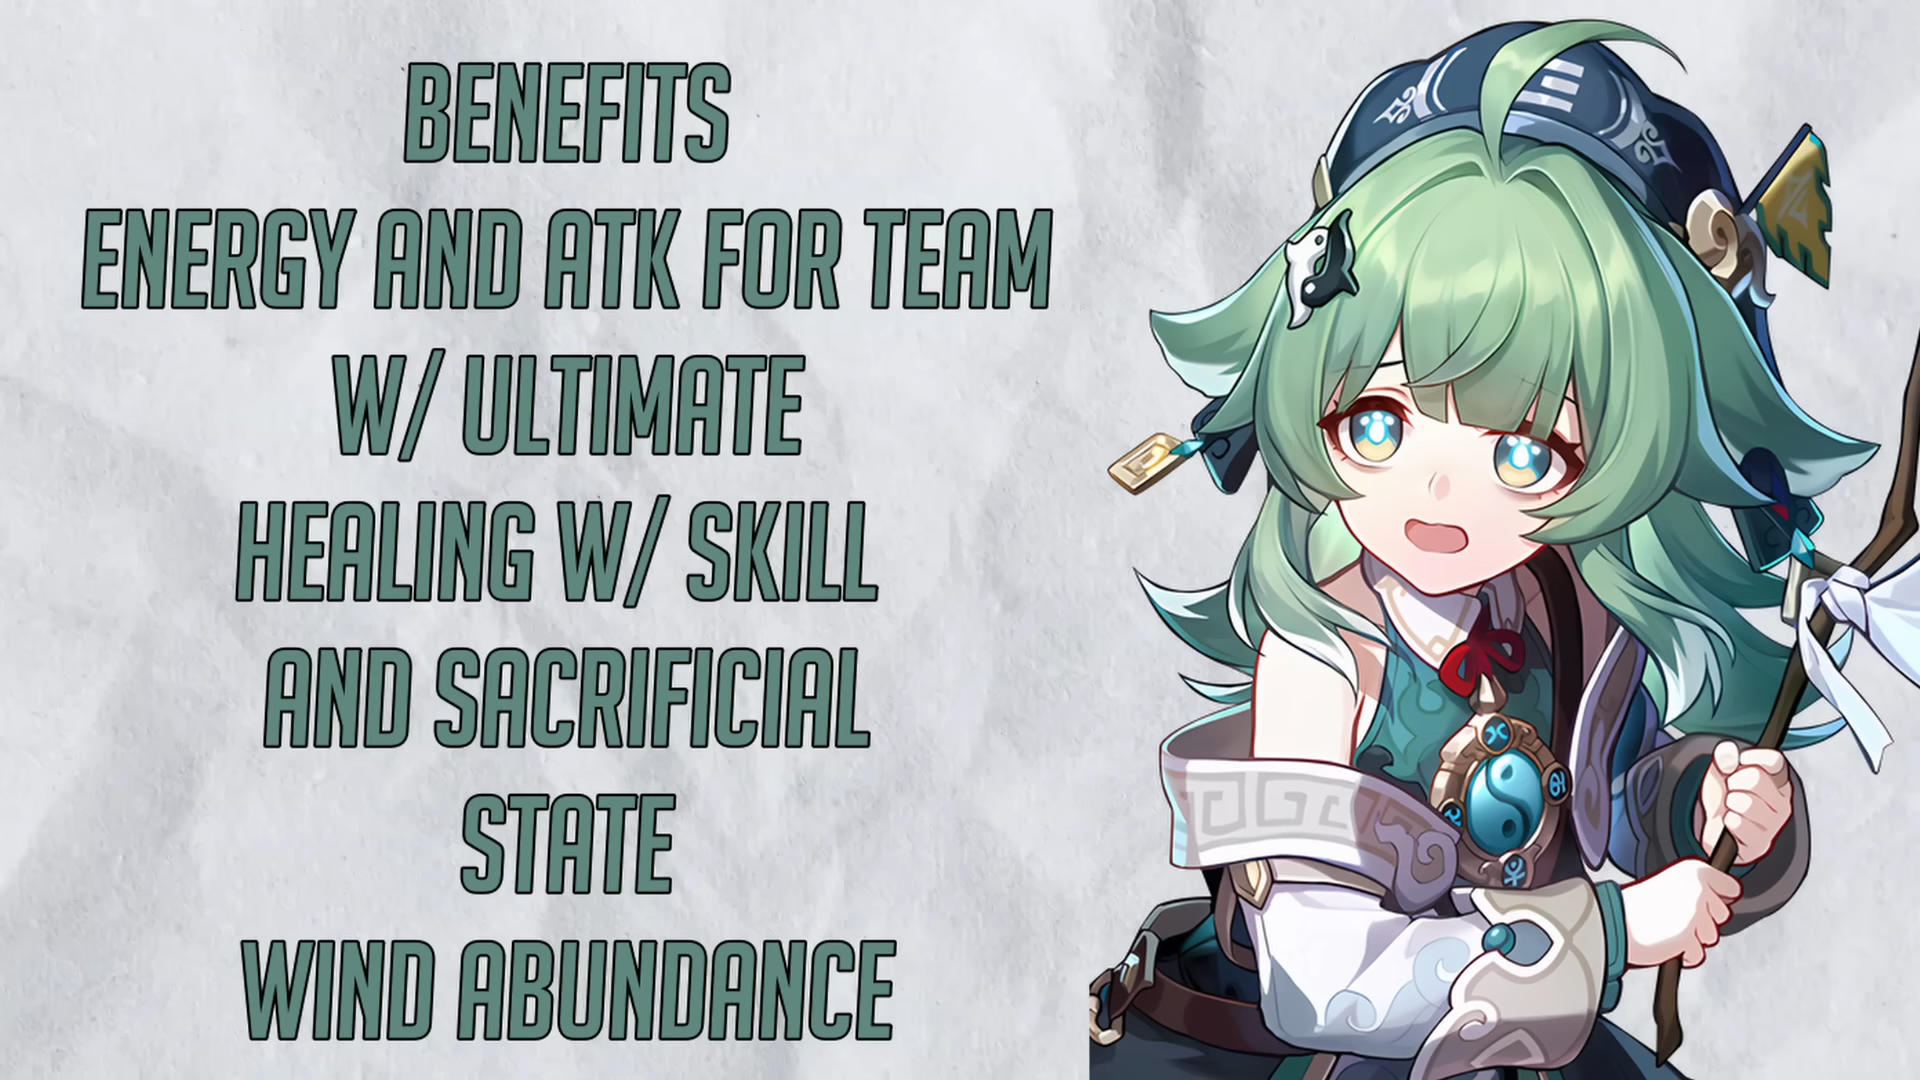 BENEFITS
ENERGY AND ATK FOR TEAM
W/ ULTIMATE
HEALING W/ SKILL
AND SACRIFICIAL
STATE
WIND ABUNDANCE